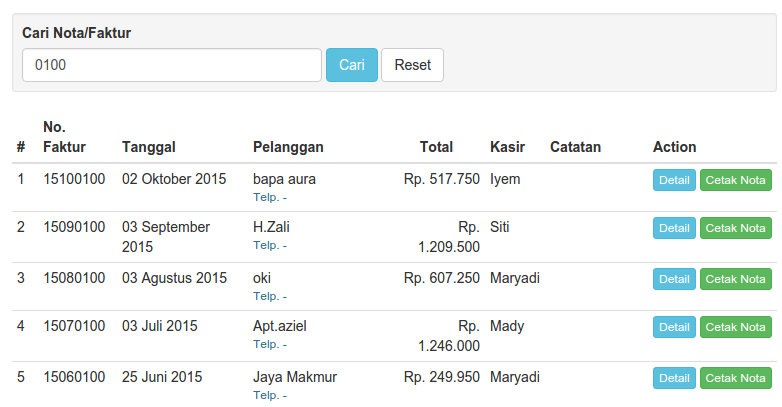 Cari Nota/Faktur
0100 Cari Reset
# No. Faktur Tanggal Pelanggan Total Kasir Catatan Action
1 15100100 02 Oktober 2015 bapa aura Rp. 517.750 Iyem Detail Cetak Nota
Telp. -
2 15090100 03 September H.Zali Rp. Siti Detail Cetak Nota
2015 Telp. - 1.209.500
3 15080100 03 Agustus 2015 oki Rp. 607.250 Maryadi Detail Cetak Nota
Telp. -
4 15070100 03 Juli 2015 Apt.aziel Rp. Mady Detail Cetak Nota
Telp. - 1.246.000
5 15060100 25 Juni 2015 Jaya Makmur Rp. 249.950 Maryadi Detail Cetak Nota
Telp. -